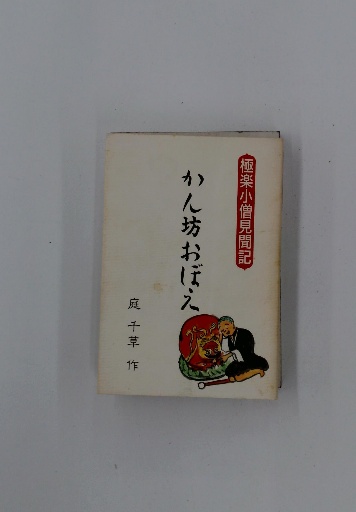 極楽小僧見聞記
かん坊おぼえ
庭千草 作